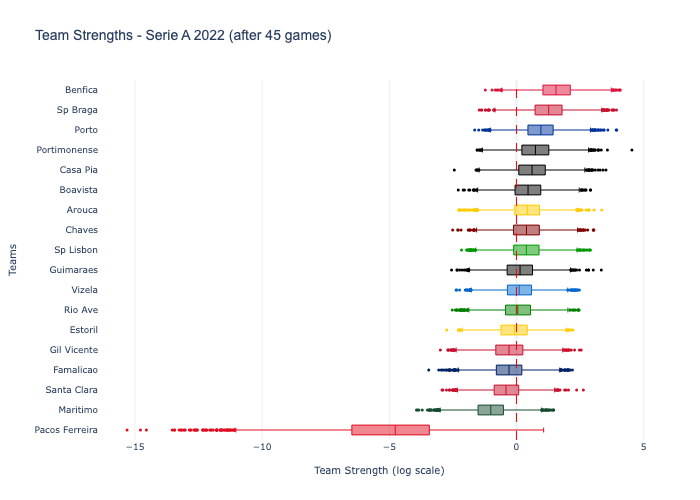 Team Strengths - Serie A 2022 (after 45 games)
Teams
Benfica
Sp Braga
Porto
Portimonense
Casa Pia
Boavista
Arouca
Chaves
Sp Lisbon
Guimaraes
Vizela
Rio Ave
Estoril
Gil Vicente
Famalicao
Santa Clara
Maritimo
Pacos Ferreira
−15 −10 −5 0 5
Team Strength (log scale)